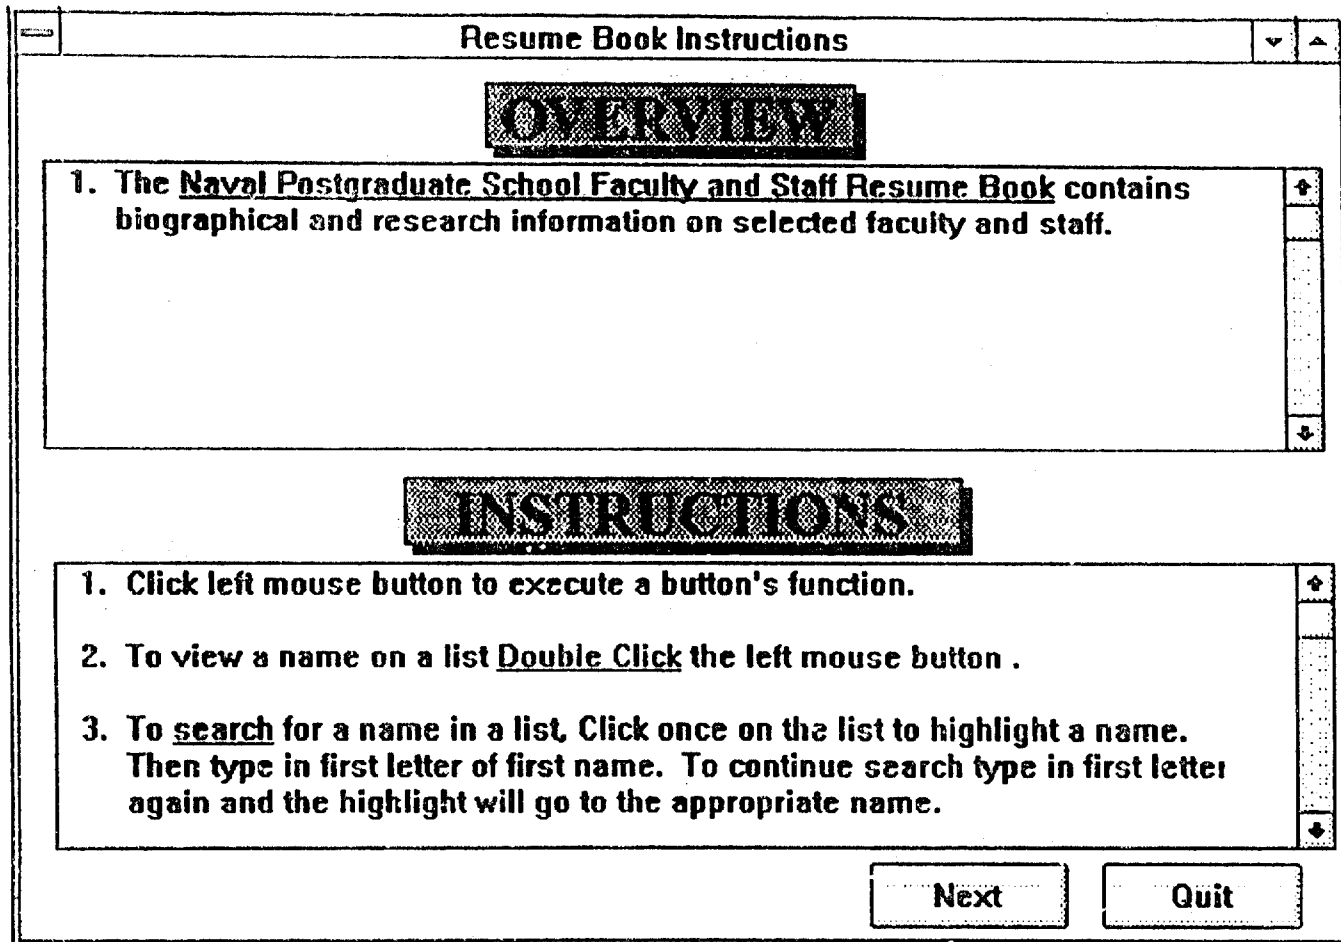 Resume Book Instructions
OVERVIEW
1. The Naval Postgraduate School Faculty and Staff Resume Book contains
biographical and research information on selected faculty and staff.
INSTRUCTIONS
1. Click left mouse button to execute a button's function.
2. To view a name on a list Double Click the left mouse button .
3. To search for a name in a list, Click once on the list to highlight a name.
Then type in first letter of first name. To continue search type in first letter
again and the highlight will go to the appropriate name.
Next Quit